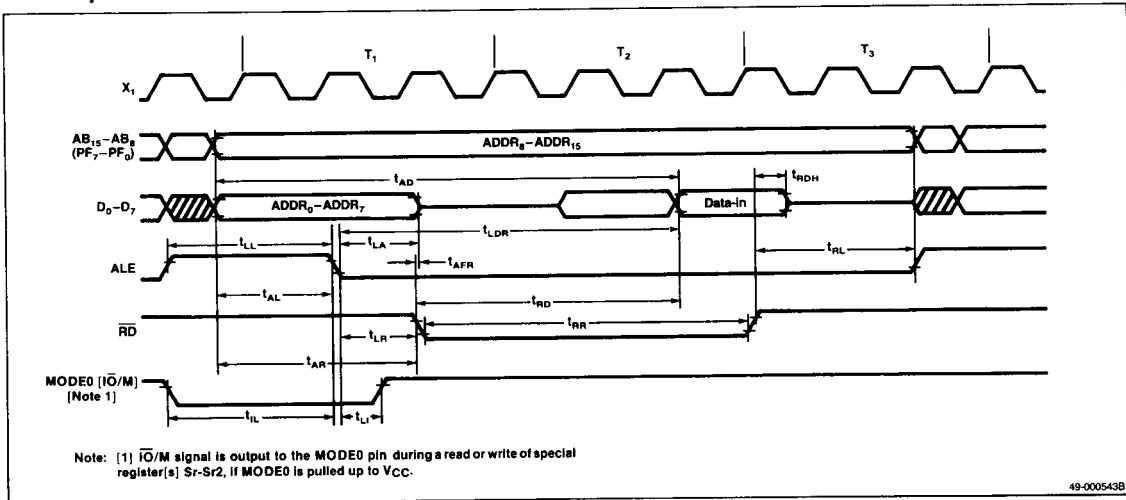 T1 T2 T3
X1
AB15–AB8
(PF7–PF0)
ADDR8–ADDR15
tAD
tRDH
D0–D7
ADDR0–ADDR7
Data-in
tLDR
tLL
tLA
tRL
ALE
tAFR
tAL
tRD
RD
tRR
tLR
tAR
MODE0 [IO/M]
[Note 1]
tIL
tLI
Note: [1] IO/M signal is output to the MODE0 pin during a read or write of special
register[s] Sr-Sr2, if MODE0 is pulled up to VCC.
49-000543B